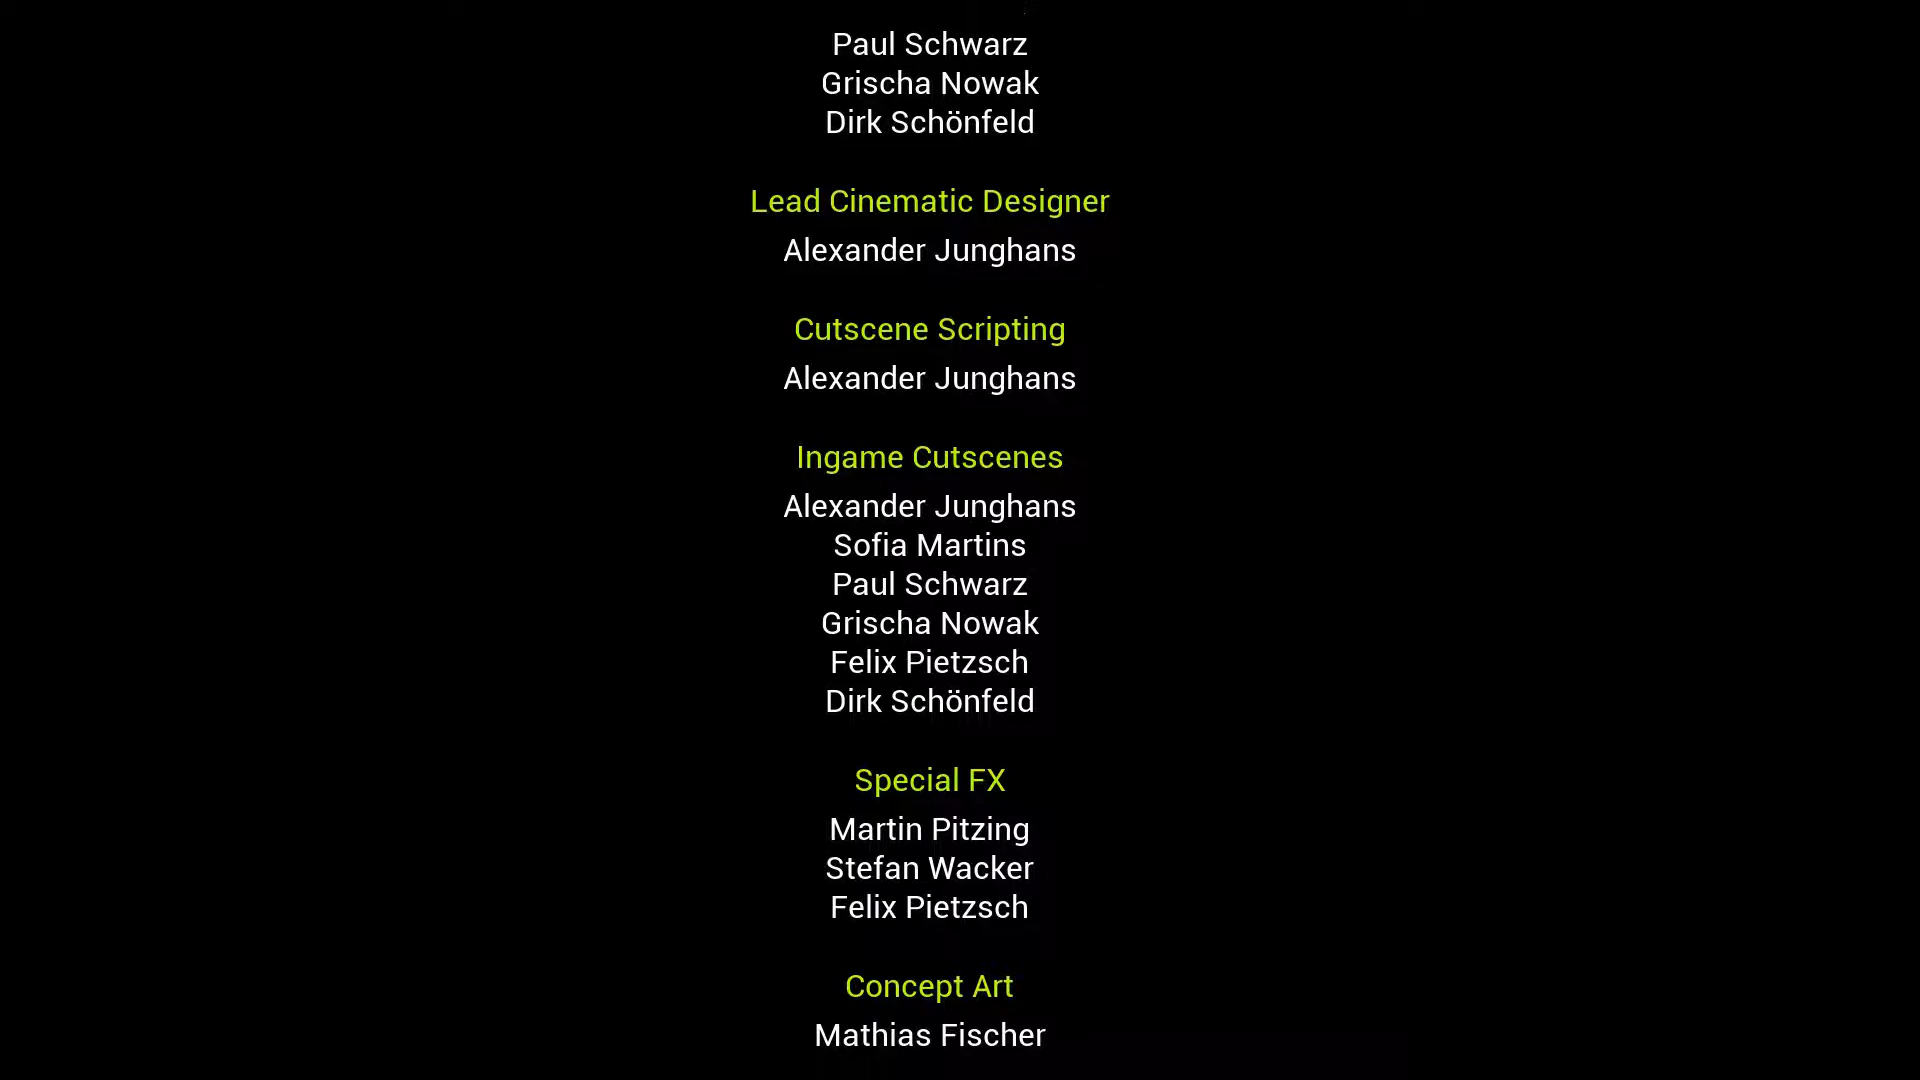 Paul Schwarz
Grischa Nowak
Dirk Schönfeld
Lead Cinematic Designer
Alexander Junghans
Cutscene Scripting
Alexander Junghans
Ingame Cutscenes
Alexander Junghans
Sofia Martins
Paul Schwarz
Grischa Nowak
Felix Pietzsch
Dirk Schönfeld
Special FX
Martin Pitzing
Stefan Wacker
Felix Pietzsch
Concept Art
Mathias Fischer